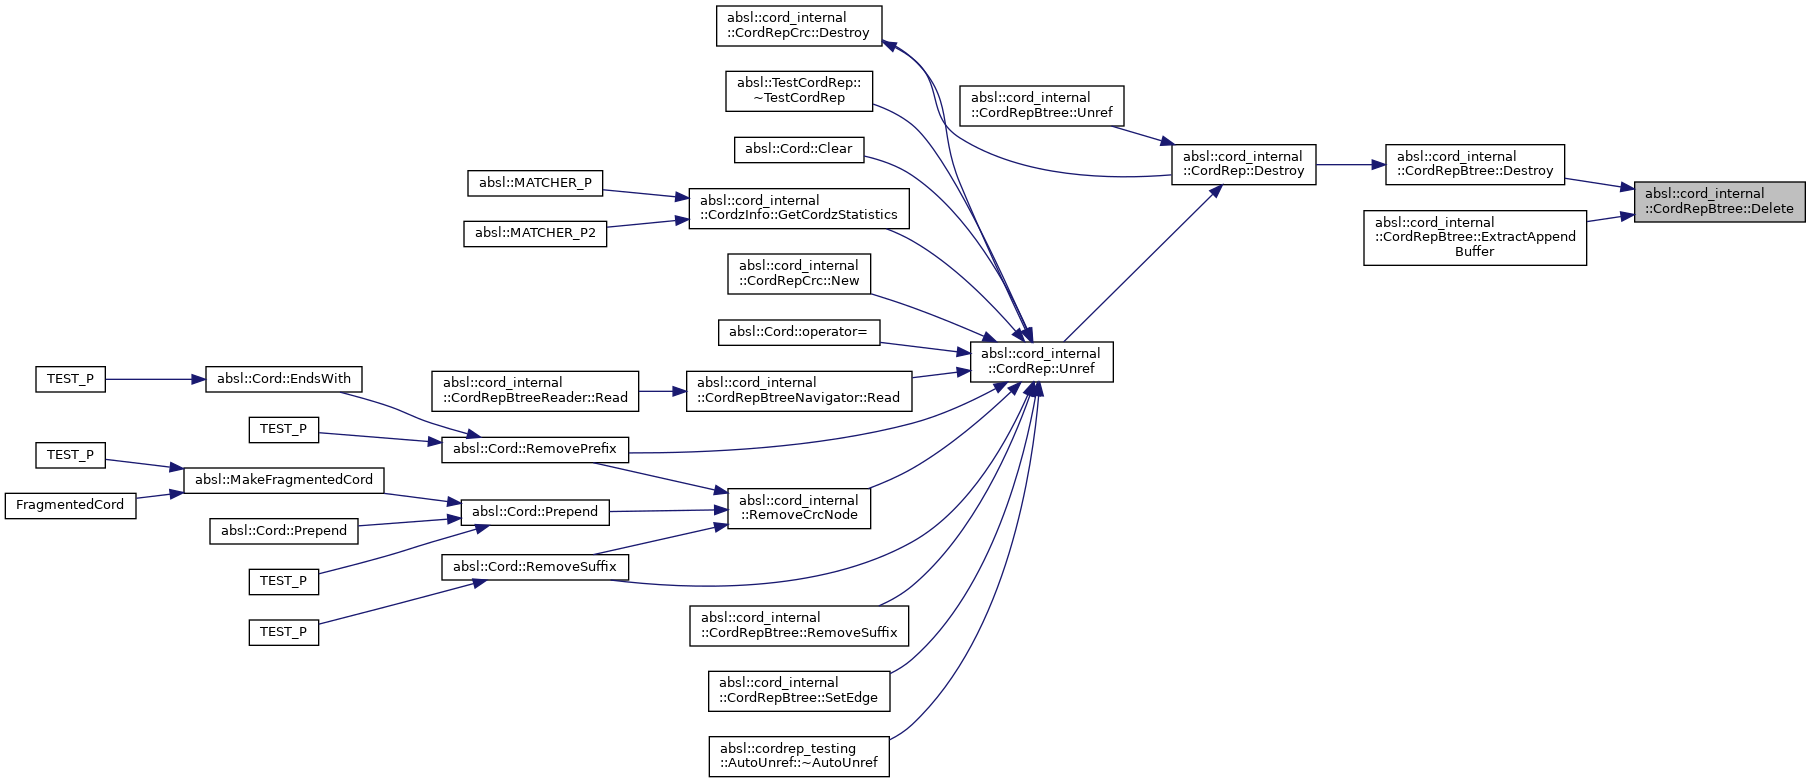 absl::cord_internal
::CordRepCrc::Destroy
absl::TestCordRep::
~TestCordRep
absl::cord_internal
::CordRepBtree::Unref
absl::Cord::Clear
absl::cord_internal
::CordRep::Destroy
absl::cord_internal
::CordRepBtree::Destroy
absl::MATCHER_P
absl::cord_internal
::CordzInfo::GetCordzStatistics
absl::cord_internal
::CordRepBtree::Delete
absl::MATCHER_P2
absl::cord_internal
::CordRepBtree::ExtractAppend
Buffer
absl::cord_internal
::CordRepCrc::New
absl::Cord::operator=
absl::cord_internal
::CordRep::Unref
TEST_P
absl::Cord::EndsWith
absl::cord_internal
::CordRepBtreeReader::Read
absl::cord_internal
::CordRepBtreeNavigator::Read
TEST_P
absl::Cord::RemovePrefix
TEST_P
absl::MakeFragmentedCord
FragmentedCord
absl::Cord::Prepend
absl::cord_internal
::RemoveCrcNode
absl::Cord::Prepend
absl::Cord::RemoveSuffix
TEST_P
TEST_P
absl::cord_internal
::CordRepBtree::RemoveSuffix
absl::cord_internal
::CordRepBtree::SetEdge
absl::cordrep_testing
::AutoUnref::~AutoUnref